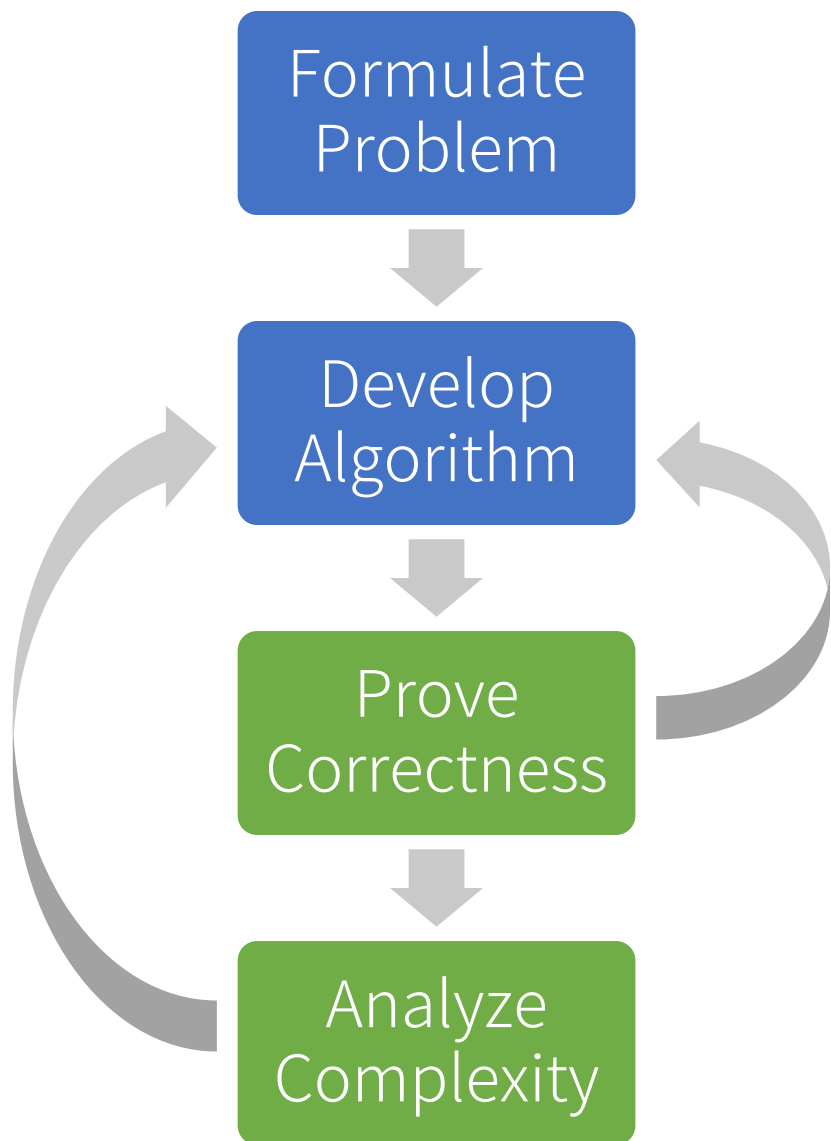 Formulate
Problem
Develop
Algorithm
Prove
Correctness
Analyze
Complexity